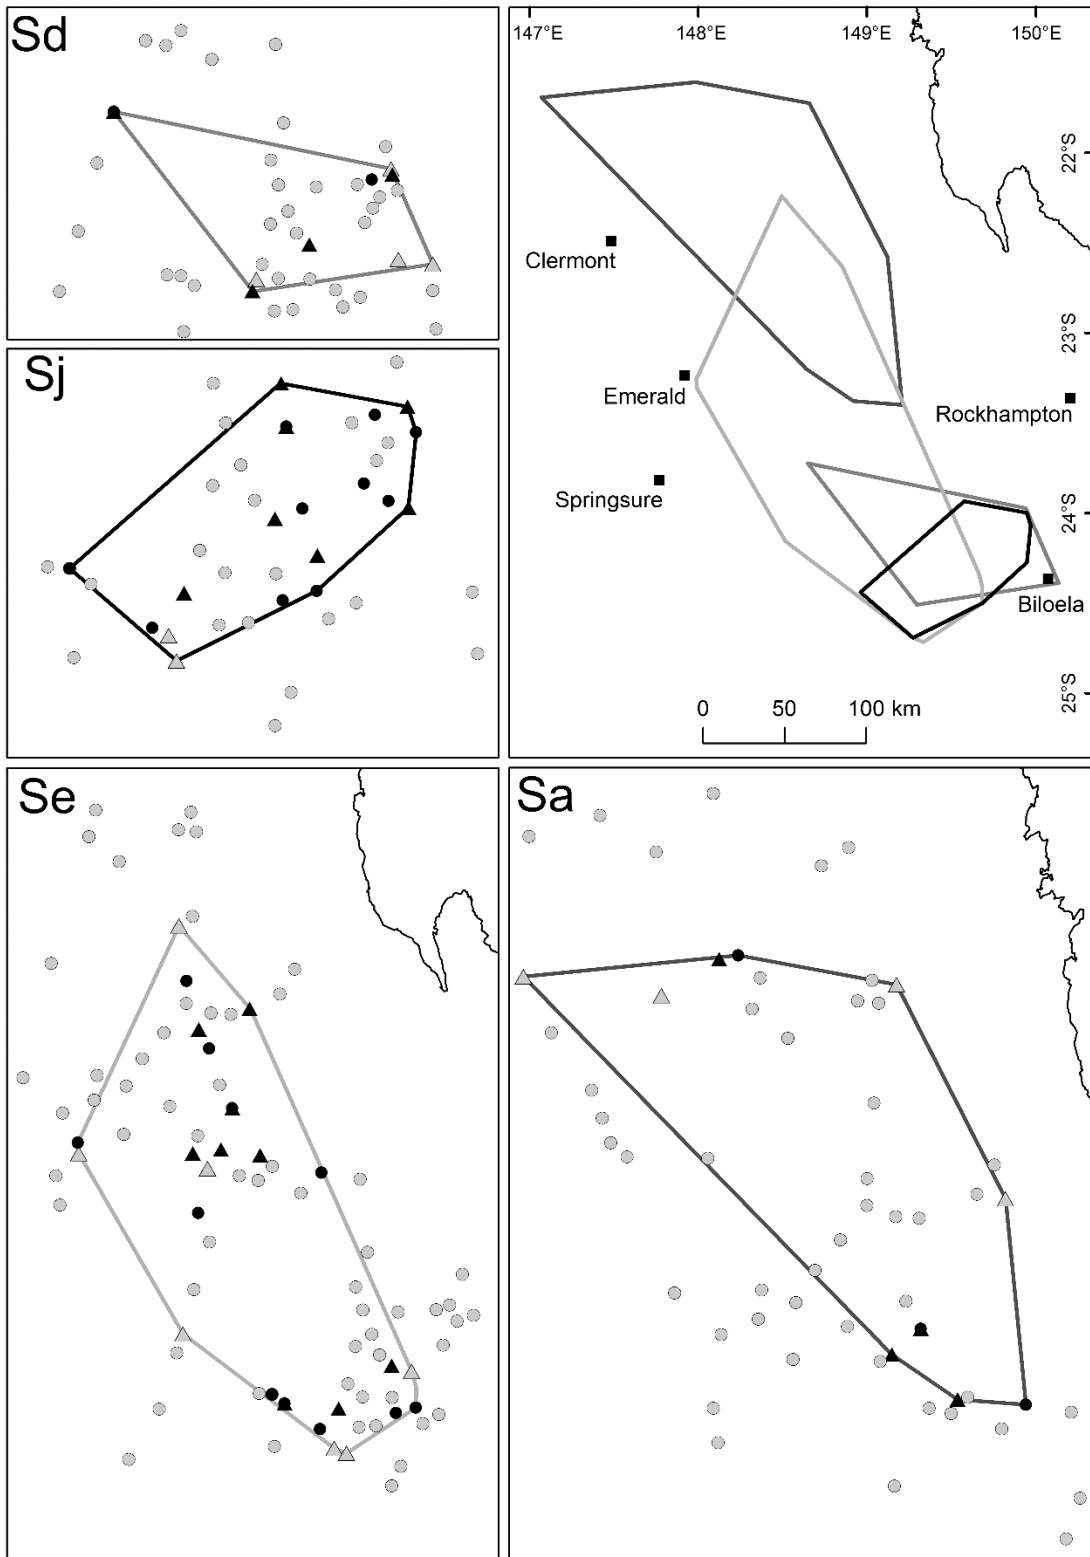 Sd
147°E 148°E 149°E 150°E
22°S
Clermont
23°S
Sj
Emerald
Rockhampton
Springsure
24°S
Biloela
25°S
0 50 100 km
Se
Sa